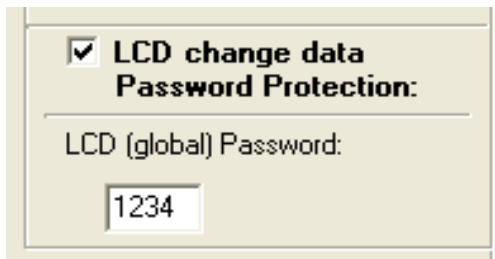 LCD change data
Password Protection:
LCD (global) Password:
1234